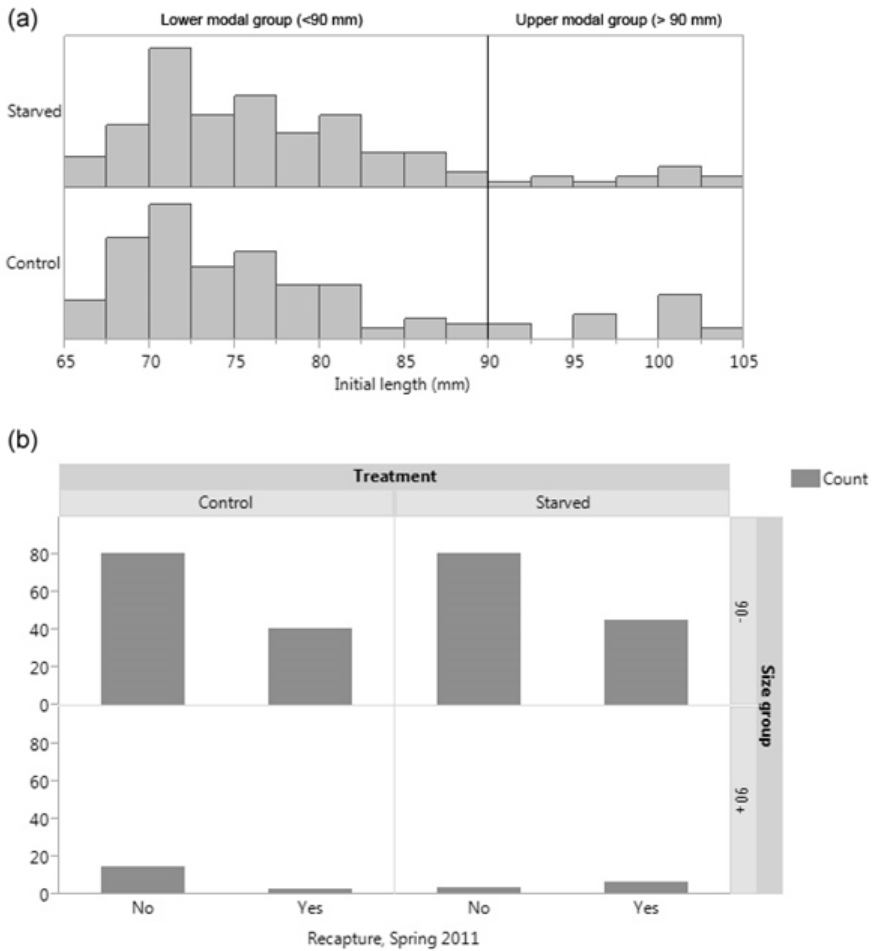 (a)
Lower modal group (<90 mm) Upper modal group (> 90 mm)
Starved
Control
65 70 75 80 85 90 95 100 105
Initial length (mm)
(b)
Treatment
Count
Control Starved
80
60
40
20
0
90 -
Size group
80
60
40
20
0
90 +
No Yes No Yes
Recapture, Spring 2011